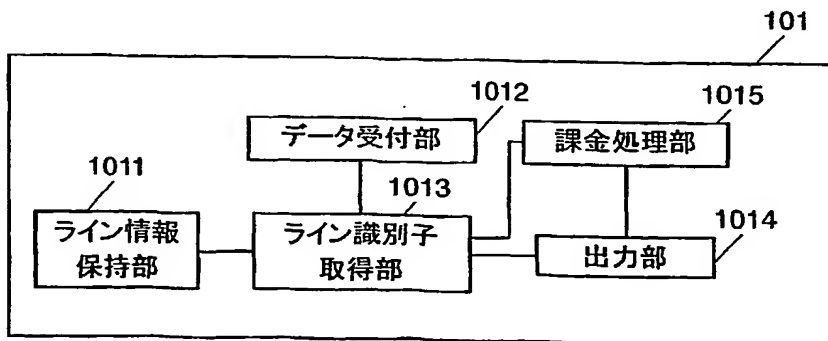 101
1012
データ受付部
1015
課金処理部
1011
ライン情報
保持部
1013
ライン識別子
取得部
1014
出力部